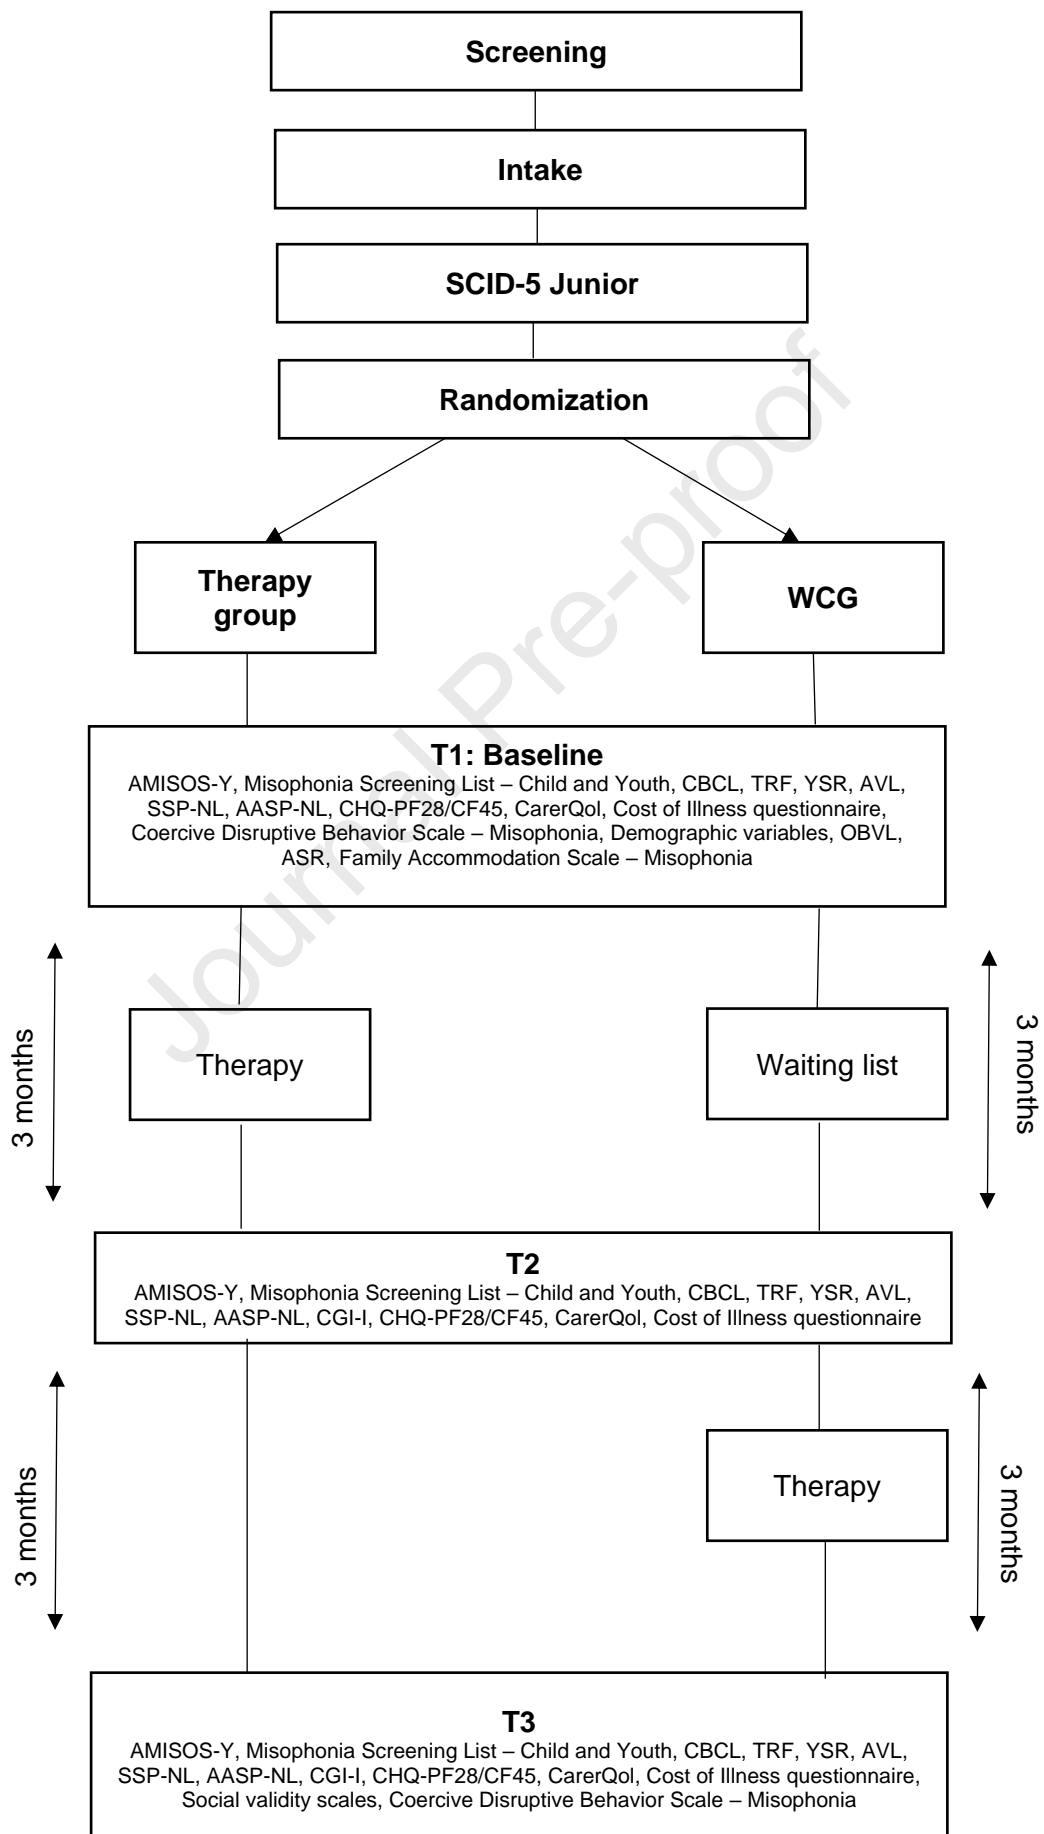 Screening
Intake
SCID-5 Junior
Randomization
Therapy
group
WCG
T1: Baseline
AMISOS-Y, Misophonia Screening List – Child and Youth, CBCL, TRF, YSR, AVL,
SSP-NL, AASP-NL, CHQ-PF28/CF45, CarerQol, Cost of Illness questionnaire,
Coercive Disruptive Behavior Scale – Misophonia, Demographic variables, OBVL,
ASR, Family Accommodation Scale – Misophonia
3 months
Therapy
Waiting list
3 months
T2
AMISOS-Y, Misophonia Screening List – Child and Youth, CBCL, TRF, YSR, AVL,
SSP-NL, AASP-NL, CGI-I, CHQ-PF28/CF45, CarerQol, Cost of Illness questionnaire
3 months
Therapy
3 months
T3
AMISOS-Y, Misophonia Screening List – Child and Youth, CBCL, TRF, YSR, AVL,
SSP-NL, AASP-NL, CGI-I, CHQ-PF28/CF45, CarerQol, Cost of Illness questionnaire,
Social validity scales, Coercive Disruptive Behavior Scale – Misophonia
Journal Pre-proof